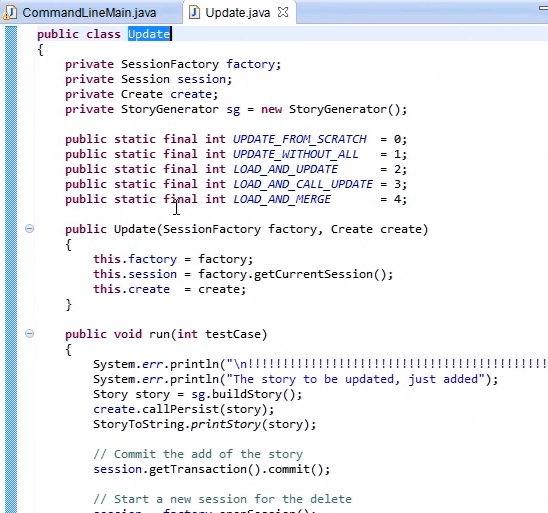 CommandLineMain.java Update.java
public class Update
{
private SessionFactory factory;
private Session session;
private Create create;
private StoryGenerator sg = new StoryGenerator();
public static final int UPDATE_FROM_SCRATCH = 0;
public static final int UPDATE_WITHOUT_ALL = 1;
public static final int LOAD_AND_UPDATE = 2;
public static final int LOAD_AND_CALL_UPDATE = 3;
public static final int LOAD_AND_MERGE = 4;
public Update(SessionFactory factory, Create create)
{
this.factory = factory;
this.session = factory.getCurrentSession();
this.create = create;
}
public void run(int testCase)
{
System.err.println("\n!!!!!!!!!!!!!!!!!!!!!!!!!!!!!!!!!!!!!!!!!!!
System.err.println("The story to be updated, just added");
Story story = sg.buildStory();
create.callPersist(story);
StoryToString.printStory(story);
// Commit the add of the story
session.getTransaction().commit();
// Start a new session for the delete
session = factory.openSession();